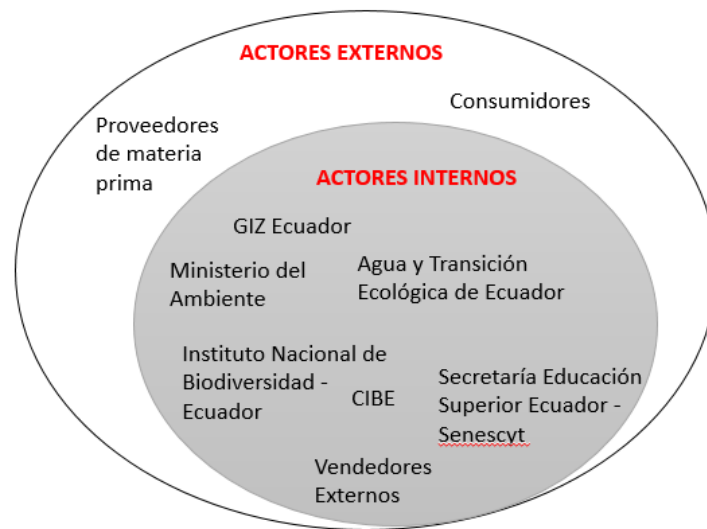 ACTORES EXTERNOS
Consumidores
Proveedores
de materia
prima
ACTORES INTERNOS
GIZ Ecuador
Ministerio del
Ambiente
Agua y Transición
Ecológica de Ecuador
Instituto Nacional de
Biodiversidad -
Ecuador
CIBE
Secretaría Educación
Superior Ecuador -
Senescyt
Vendedores
Externos